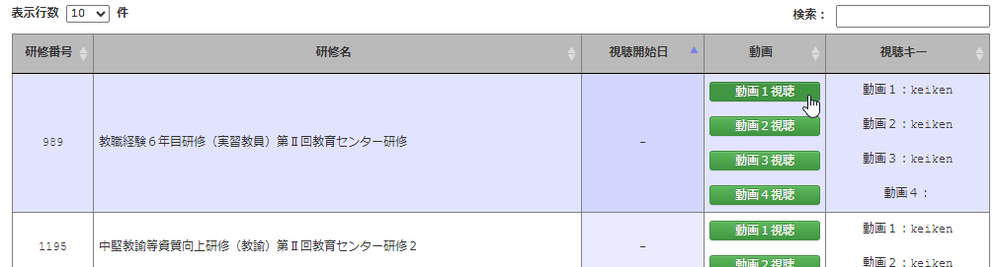 表示行数 10 件 検索：
研修番号 研修名 視聴開始日 動画 視聴キー
989 教職経験６年目研修（実習教員）第Ⅱ回教育センター研修 －
動画１視聴 動画１：keiken
動画２視聴 動画２：keiken
動画３視聴 動画３：keiken
動画４視聴 動画４：
1195 中堅教諭等資質向上研修（教諭）第Ⅱ回教育センター研修２ －
動画１視聴 動画１：keiken
動画２視聴 動画２：keiken